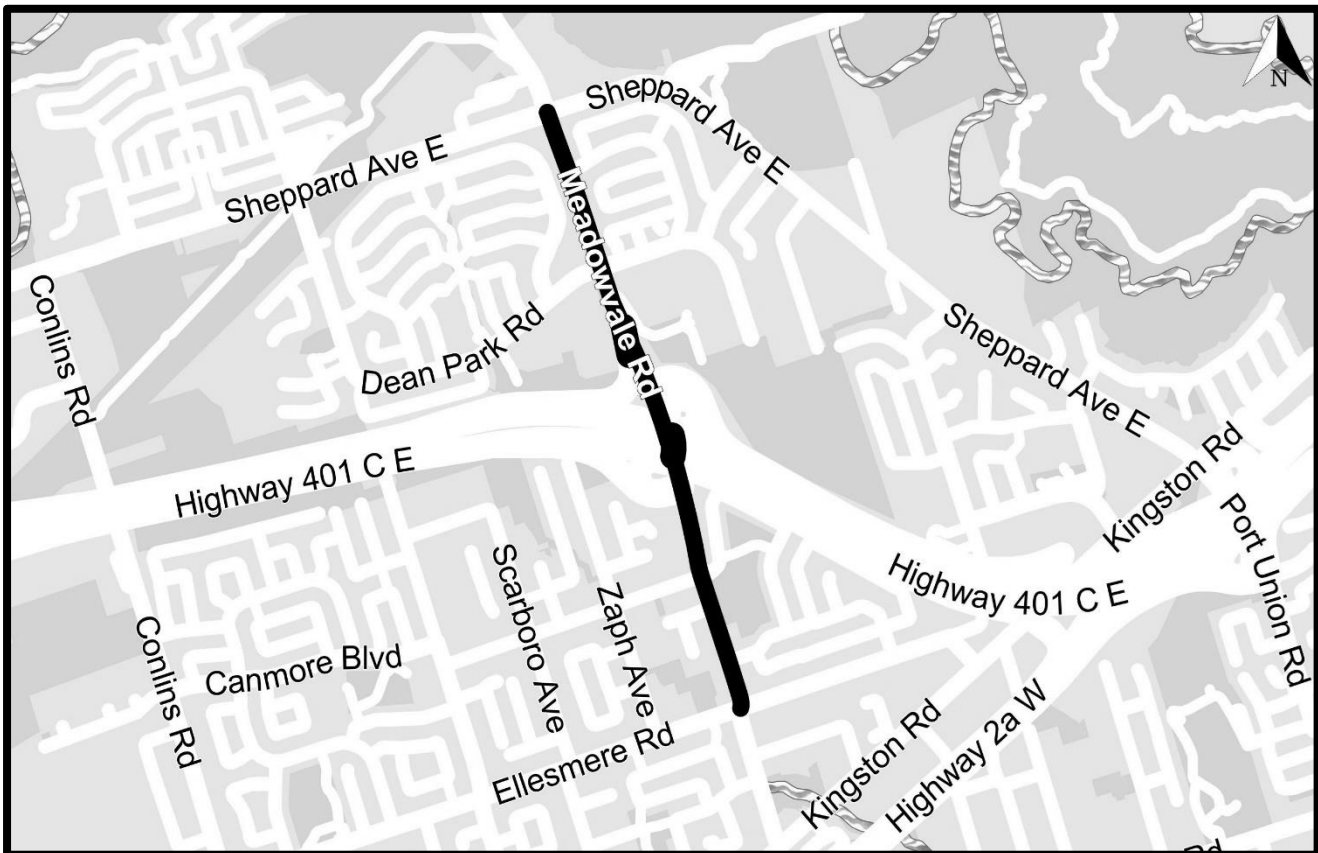 N
Sheppard Ave E
Sheppard Ave E
Meadowvale Rd
Conlins Rd
Dean Park Rd
Sheppard Ave E
Highway 401 C E
Kingston Rd
Port Union Rd
Highway 401 C E
Scarboro Ave
Zaph Ave
Canmore Blvd
Conlins Rd
Ellesmere Rd
Kingston Rd
Highway 2a W
Rd